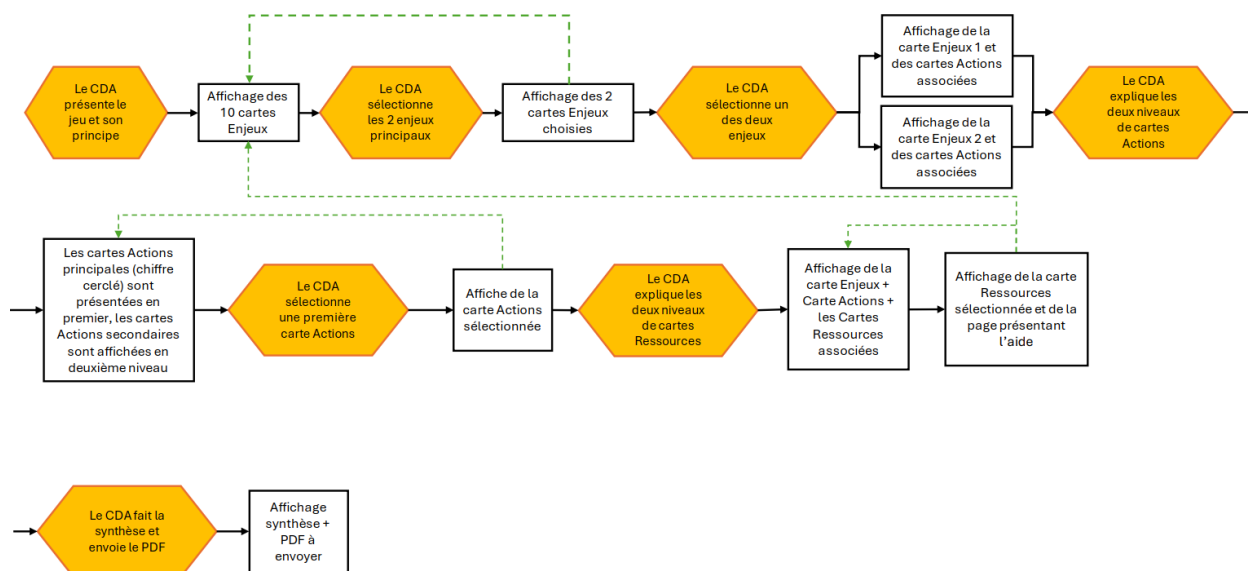 Le CDA
présente le
jeu et son
principe
Affichage des
10 cartes
Enjeux
Le CDA
sélectionne
les 2 enjeux
principaux
Affichage des 2
cartes Enjeux
choisies
Le CDA
sélectionne un
des deux
enjeux
Affichage de la
carte Enjeux 1 et
des cartes Actions
associées
Affichage de la
carte Enjeux 2 et
des cartes Actions
associées
Le CDA
explique les
deux niveaux
de cartes
Actions
Les cartes Actions
principales (chiffre
cerclé) sont
présentées en
premier, les cartes
Actions secondaires
sont affichées en
deuxième niveau
Le CDA
sélectionne
une première
carte Actions
Affiche de la
carte Actions
sélectionnée
Le CDA
explique les
deux niveaux
de cartes
Ressources
Affichage de la
carte Enjeux +
Carte Actions +
les Cartes
Ressources
associées
Affichage de la carte
Ressources
sélectionnée et de la
page présentant
l'aide
Le CDA fait la
synthèse et
envoie le PDF
Affichage
synthèse +
PDF à
envoyer